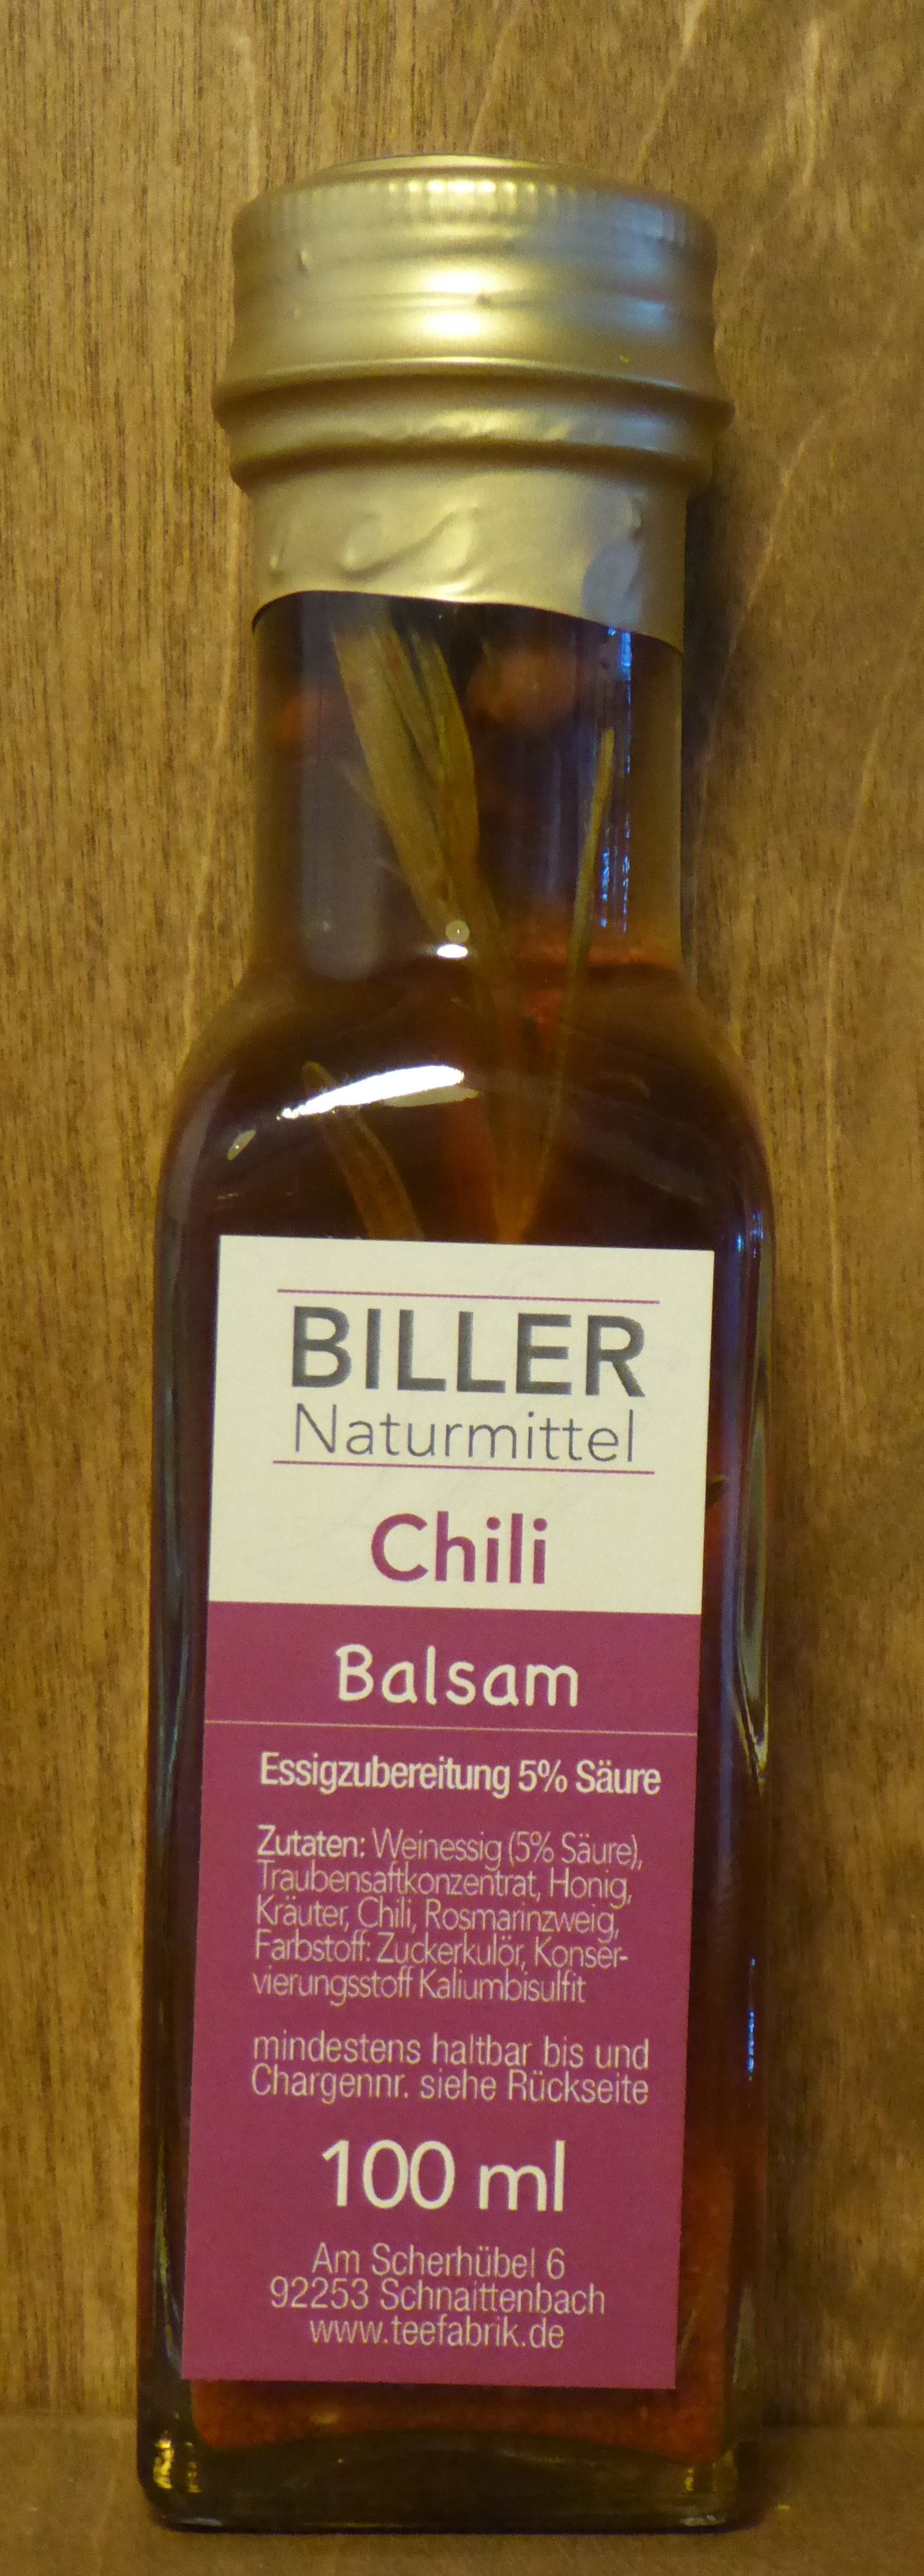 BILLER
Naturmittel
Chili
Balsam
Essigzubereitung 5% Säure
Zutaten: Weinessig (5% Säure),
Traubensaftkonzentrat, Honig,
Kräuter, Chili, Rosmarinzweig,
Farbstoff: Zuckerkulör, Konser-
vierungsstoff Kaliumbisulfit
mindestens haltbar bis und
Chargennr. siehe Rückseite
100 ml
Am Scherhübel 6
92253 Schnaittenbach
www.teefabrik.de